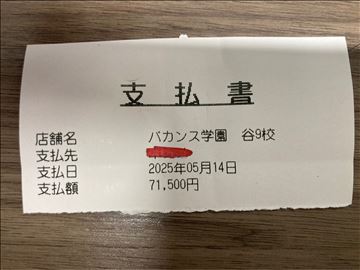 支払書
店舗名 バカンス学園 谷9校
支払先
支払日 2025年05月14日
支払額 71,500円